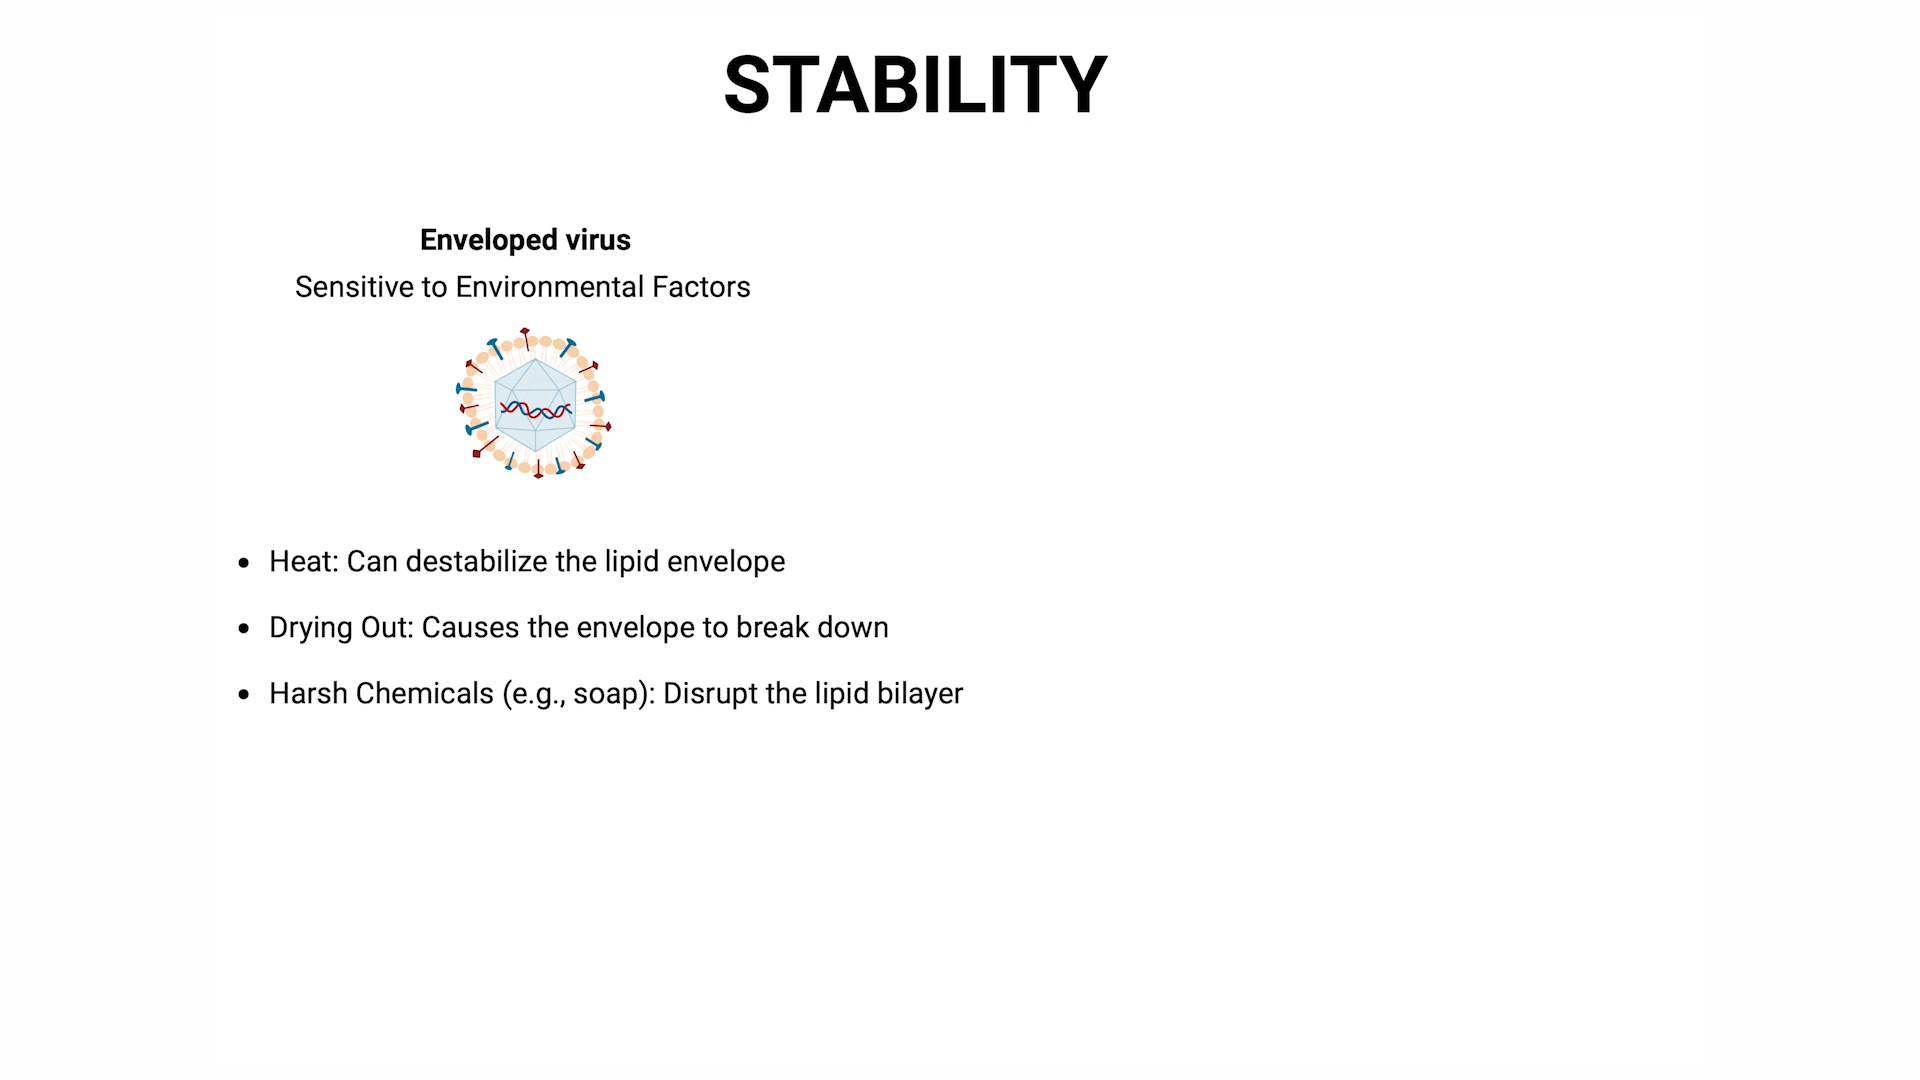 STABILITY
Enveloped virus
Sensitive to Environmental Factors
• Heat: Can destabilize the lipid envelope
• Drying Out: Causes the envelope to break down
• Harsh Chemicals (e.g., soap): Disrupt the lipid bilayer